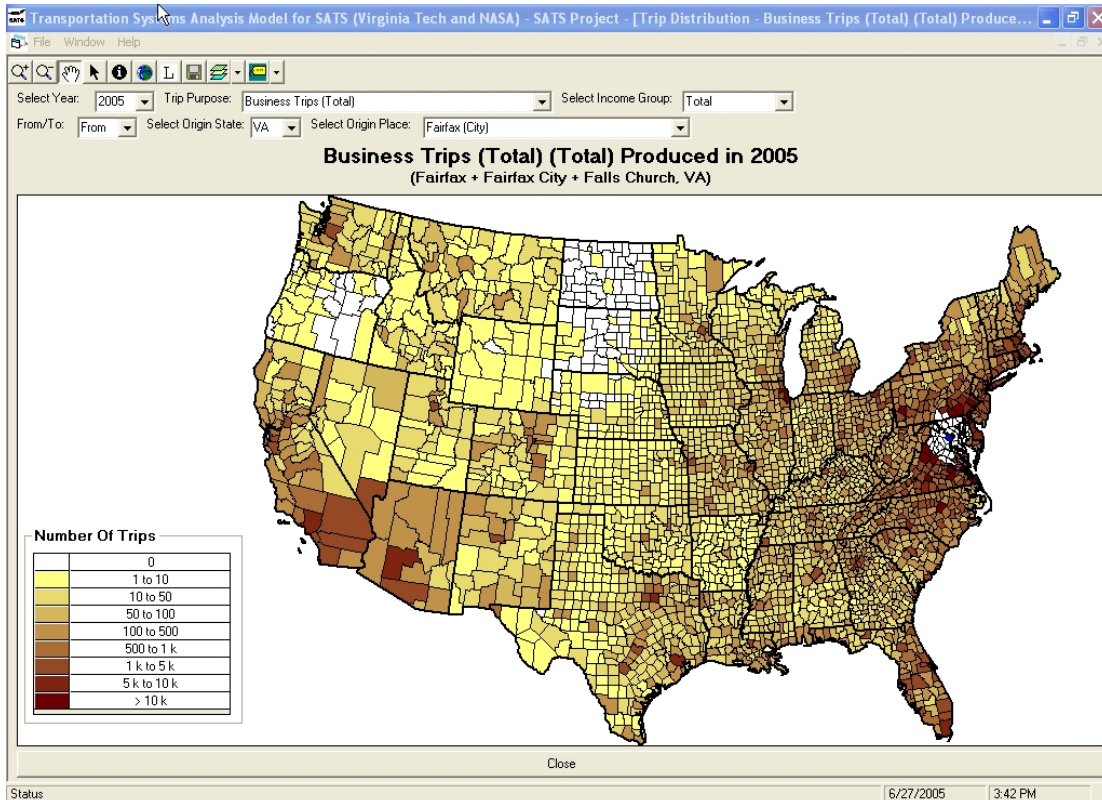 Transportation Systems Analysis Model for SATS (Virginia Tech and NASA) - SATS Project - [Trip Distribution - Business Trips (Total) (Total) Produce...
File Window Help
L
Select Year: 2005 Trip Purpose: Business Trips (Total) Select Income Group: Total
From/To: From Select Origin State: VA Select Origin Place: Fairfax (City)
Business Trips (Total) (Total) Produced in 2005
(Fairfax + Fairfax City + Falls Church, VA)
Number Of Trips
0
1 to 10
10 to 50
50 to 100
100 to 500
500 to 1 k
1 k to 5 k
5 k to 10 k
> 10 k
Close
Status 6/27/2005 3:42 PM